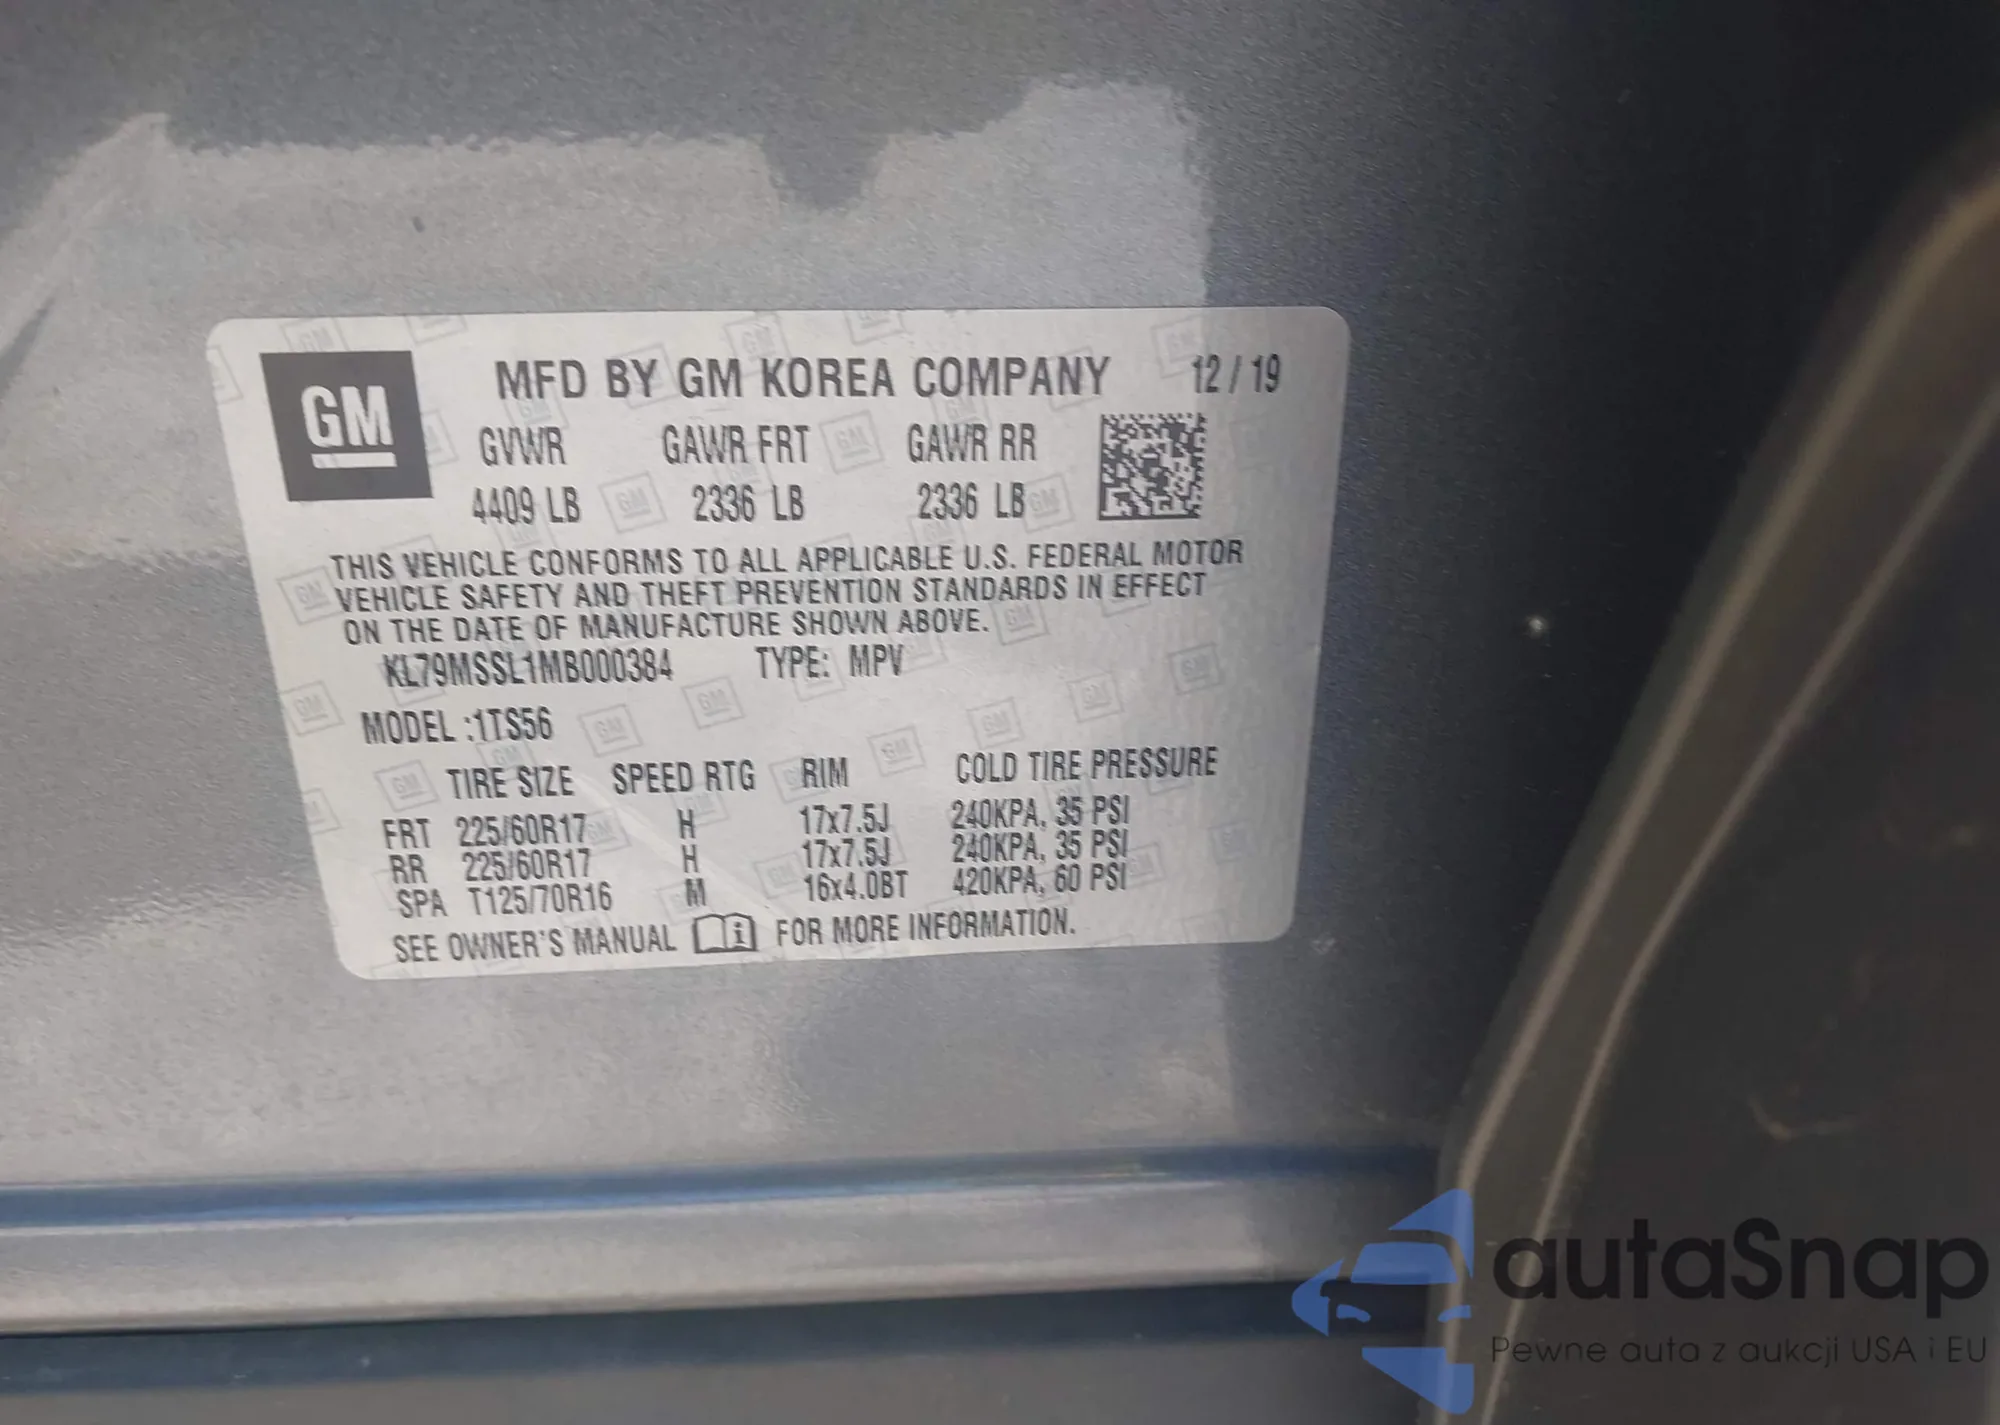 GM
MFD BY GM KOREA COMPANY 12 / 19
GVWR GAWR FRT GAWR RR
4409 LB 2336 LB 2336 LB
THIS VEHICLE CONFORMS TO ALL APPLICABLE U.S. FEDERAL MOTOR
VEHICLE SAFETY AND THEFT PREVENTION STANDARDS IN EFFECT
ON THE DATE OF MANUFACTURE SHOWN ABOVE.
KL79MSSL1MB000384 TYPE: MPV
MODEL :1TS56
TIRE SIZE SPEED RTG RIM COLD TIRE PRESSURE
FRT 225/60R17 H 17x7.5J 240KPA, 35 PSI
RR 225/60R17 H 17x7.5J 240KPA, 35 PSI
SPA T125/70R16 M 16x4.0BT 420KPA, 60 PSI
SEE OWNER'S MANUAL i FOR MORE INFORMATION.
autaSnap
Pewne auta z aukcji USA i EU